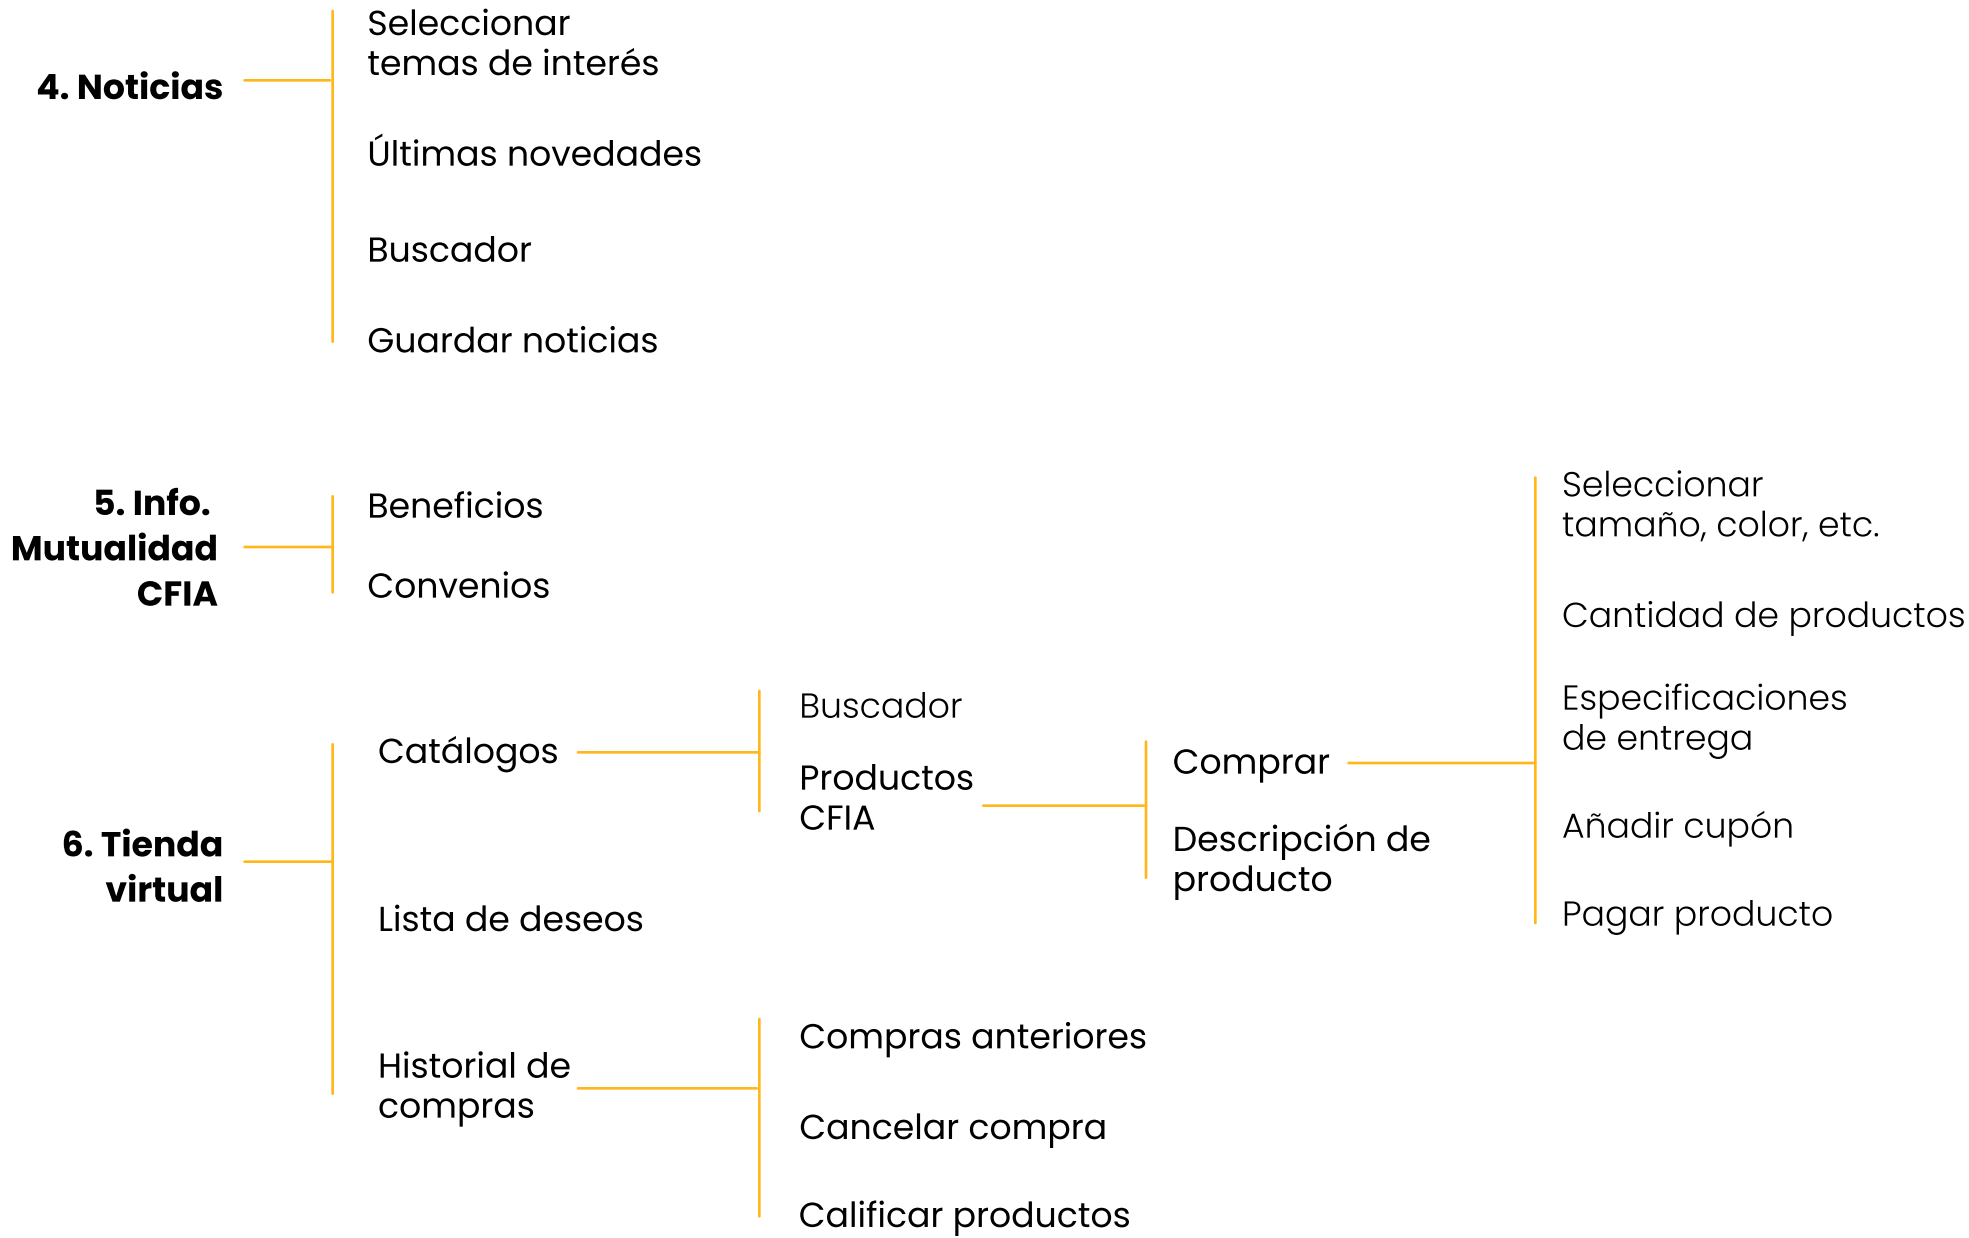 4. Noticias
Seleccionar
temas de interés
Últimas novedades
Buscador
Guardar noticias
5. Info.
Mutualidad
CFIA
Beneficios
Convenios
6. Tienda
virtual
Catálogos
Buscador
Productos
CFIA
Comprar
Seleccionar
tamaño, color, etc.
Cantidad de productos
Especificaciones
de entrega
Añadir cupón
Pagar producto
Descripción de
producto
Lista de deseos
Historial de
compras
Compras anteriores
Cancelar compra
Calificar productos